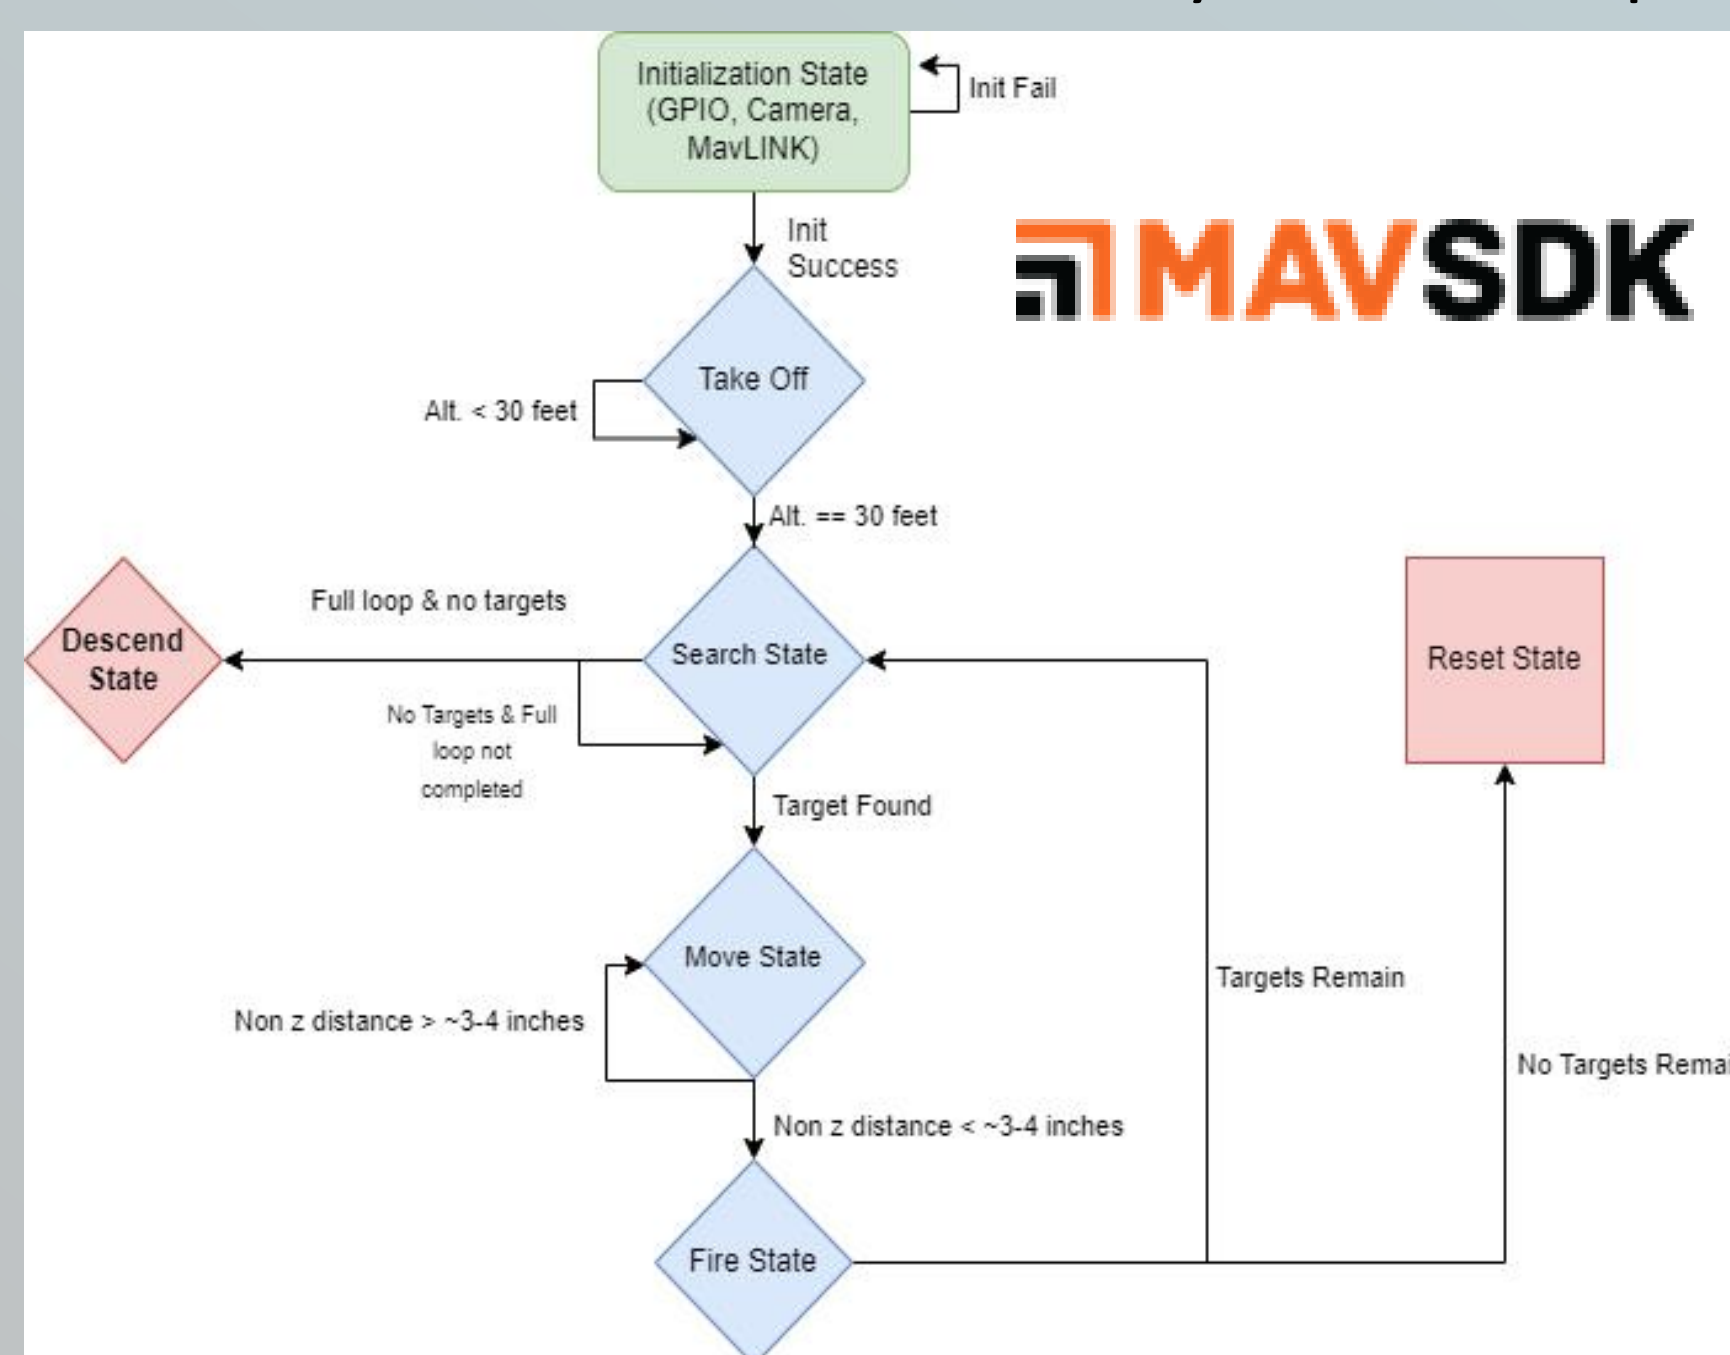 Initialization State
(GPIO, Camera,
MavLINK)
Init Fail
Init
Success
MAVSDK
Take Off
Alt. < 30 feet
Alt. == 30 feet
Full loop & no targets
Descend
State
Search State
Reset State
No Targets & Full
loop not
completed
Target Found
Move State
Targets Remain
Non z distance > ~3-4 inches
No Targets Remai
Non z distance < ~3-4 inches
Fire State